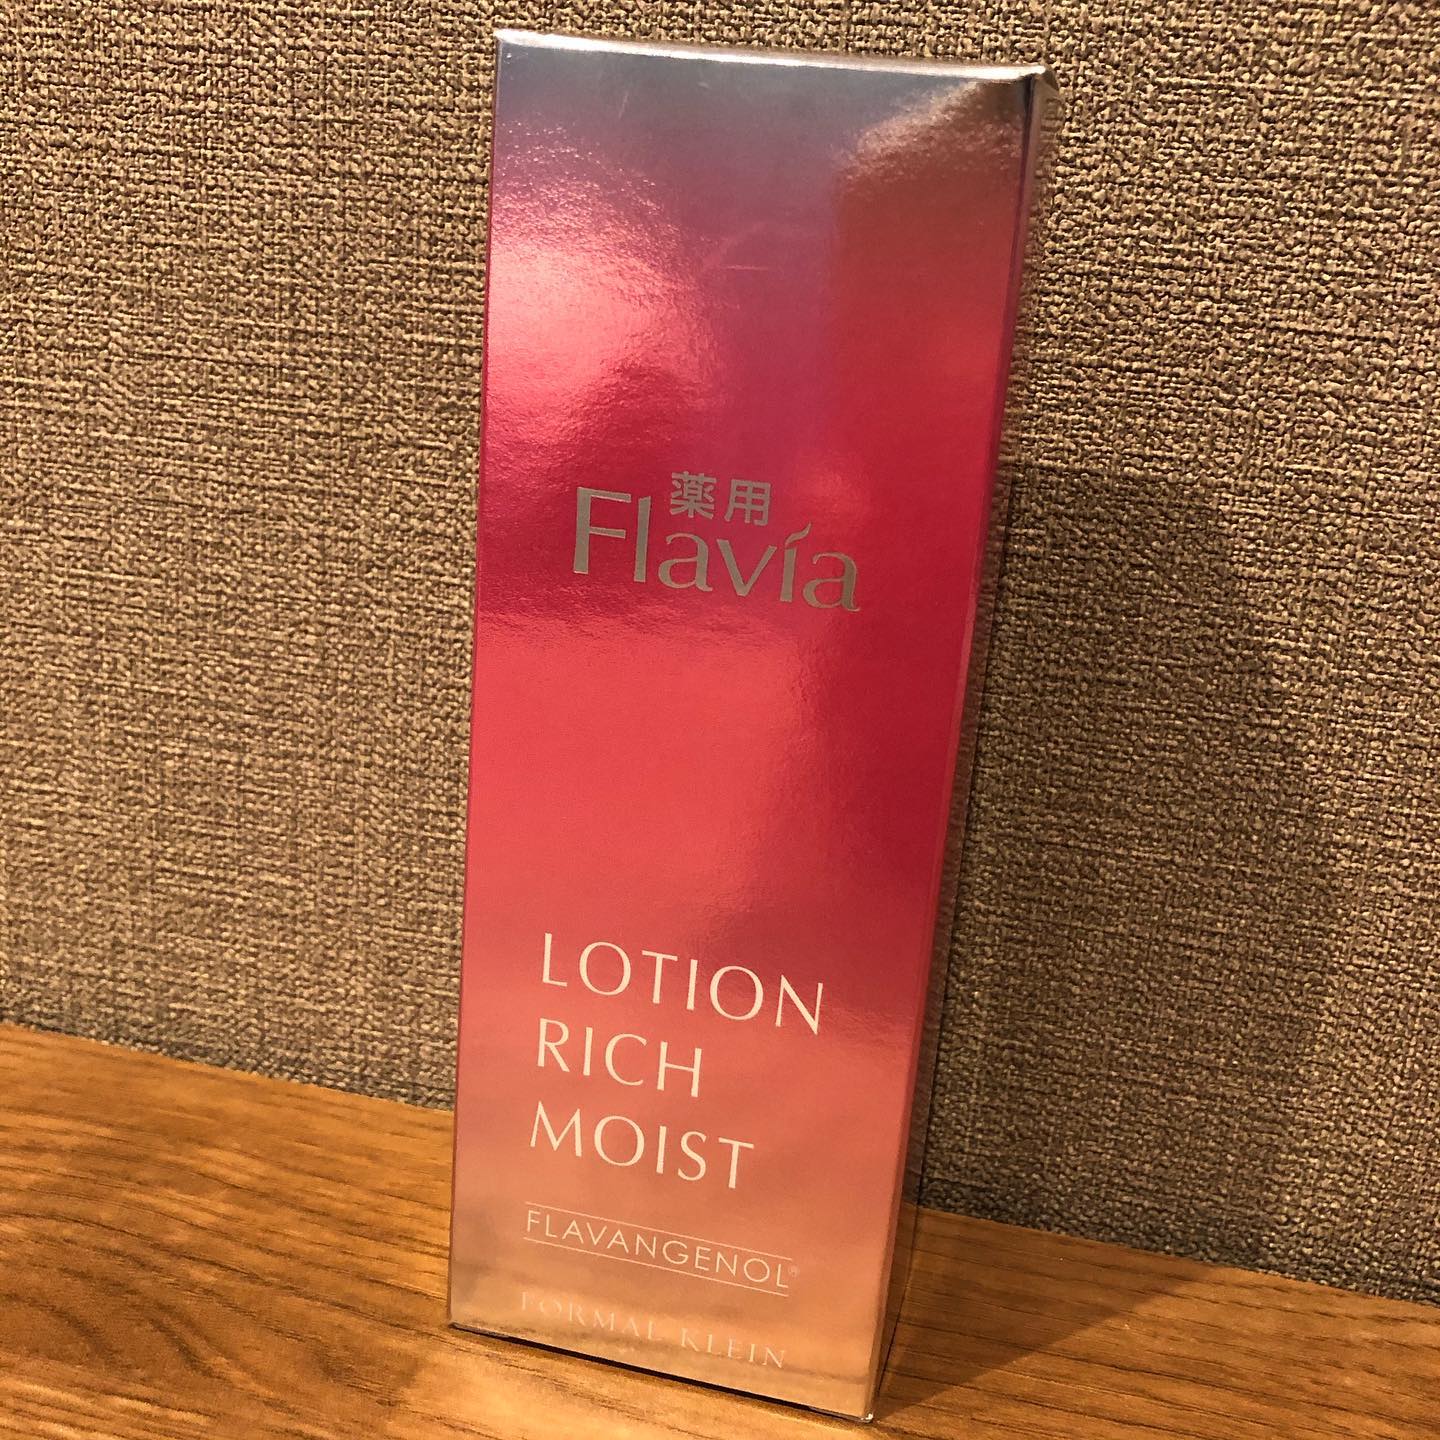 薬用
Flavía
LOTION
RICH
MOIST
FLAVANGENOL®
FORMAL KLEIN